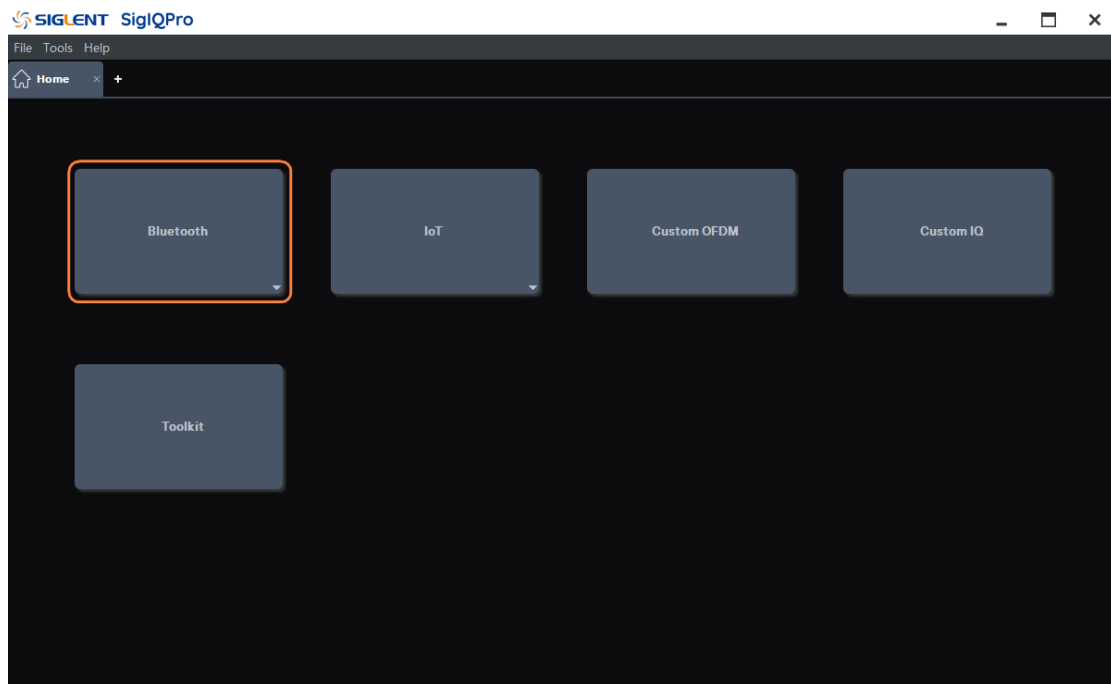 SIGLENT SigIQPro
File Tools Help
Home × +
Bluetooth
IoT
Custom OFDM
Custom IQ
Toolkit